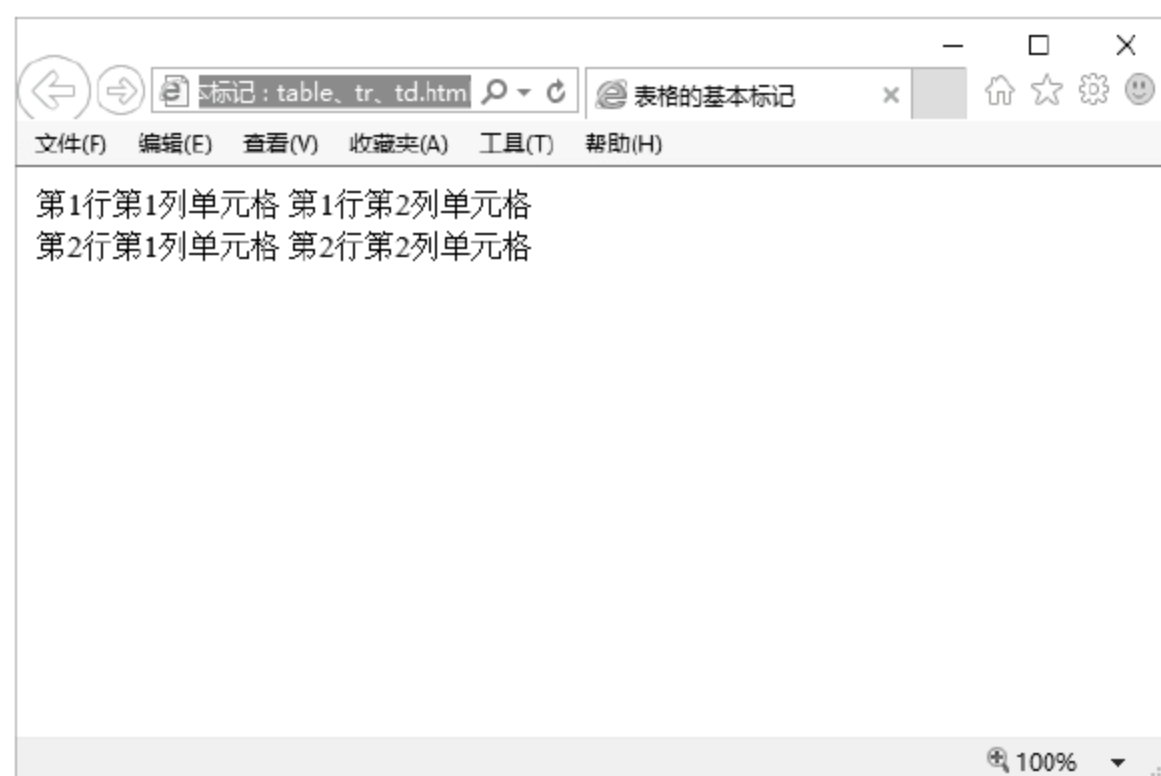 标记：table、tr、td.htm
表格的基本标记
文件(F) 编辑(E) 查看(V) 收藏夹(A) 工具(T) 帮助(H)
第1行第1列单元格 第1行第2列单元格
第2行第1列单元格 第2行第2列单元格
100%